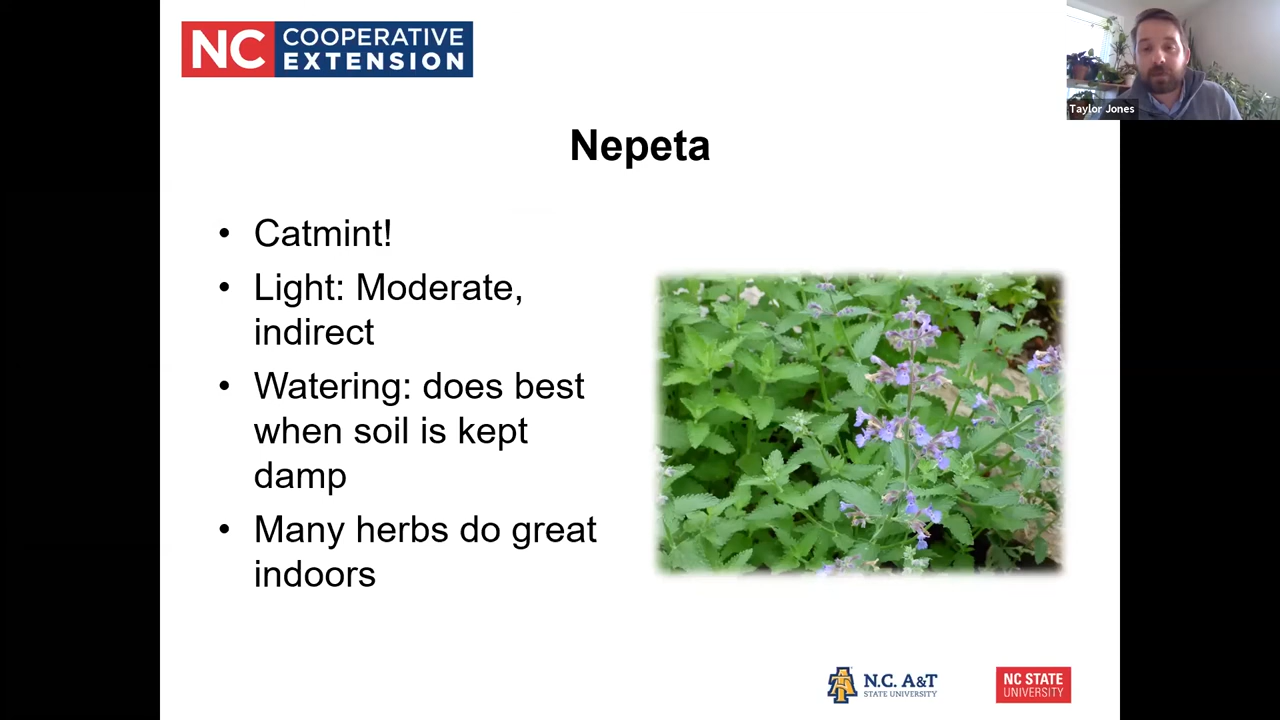 NC COOPERATIVE
EXTENSION
Taylor Jones
Nepeta
• Catmint!
• Light: Moderate,
indirect
• Watering: does best
when soil is kept
damp
• Many herbs do great
indoors
N.C. A&T
STATE UNIVERSITY
NC STATE
UNIVERSITY